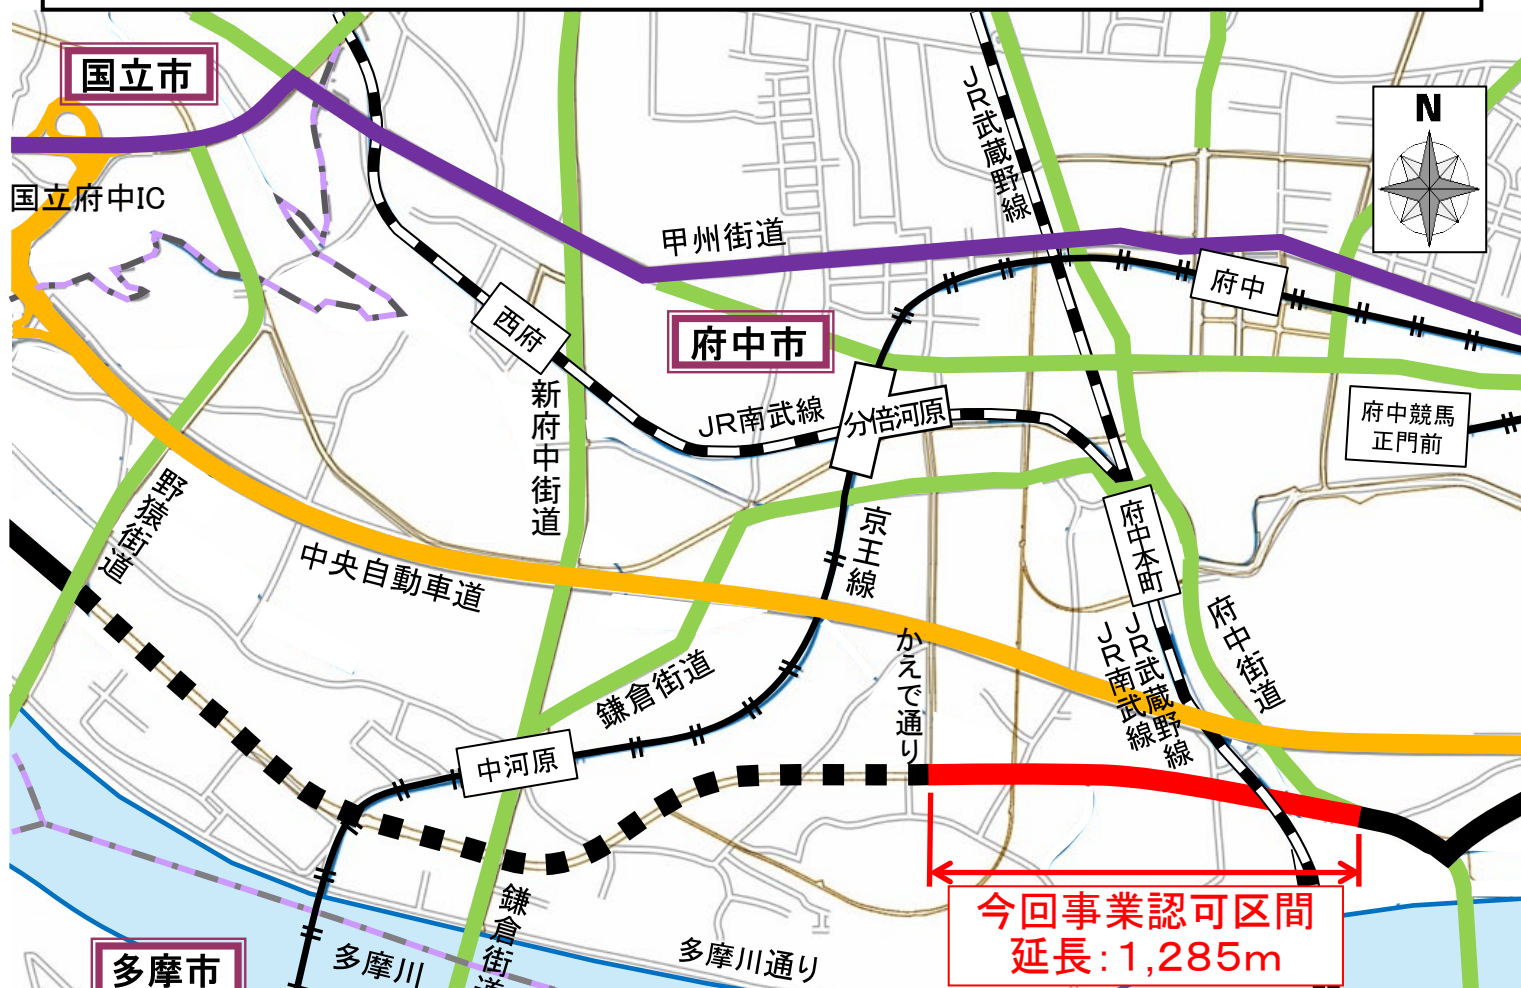 国立市
N
国立府中IC
JR武蔵野線
甲州街道
府中
西府
府中市
新府中街道
JR南武線
分倍河原
府中競馬
正門前
野猿街道
中央自動車道
京王線
府中本町
かえで通り
JR武蔵野線
JR南武線
府中街道
鎌倉街道
中河原
鎌倉街道
今回事業認可区間
延長:1,285m
多摩市
多摩川
多摩川通り